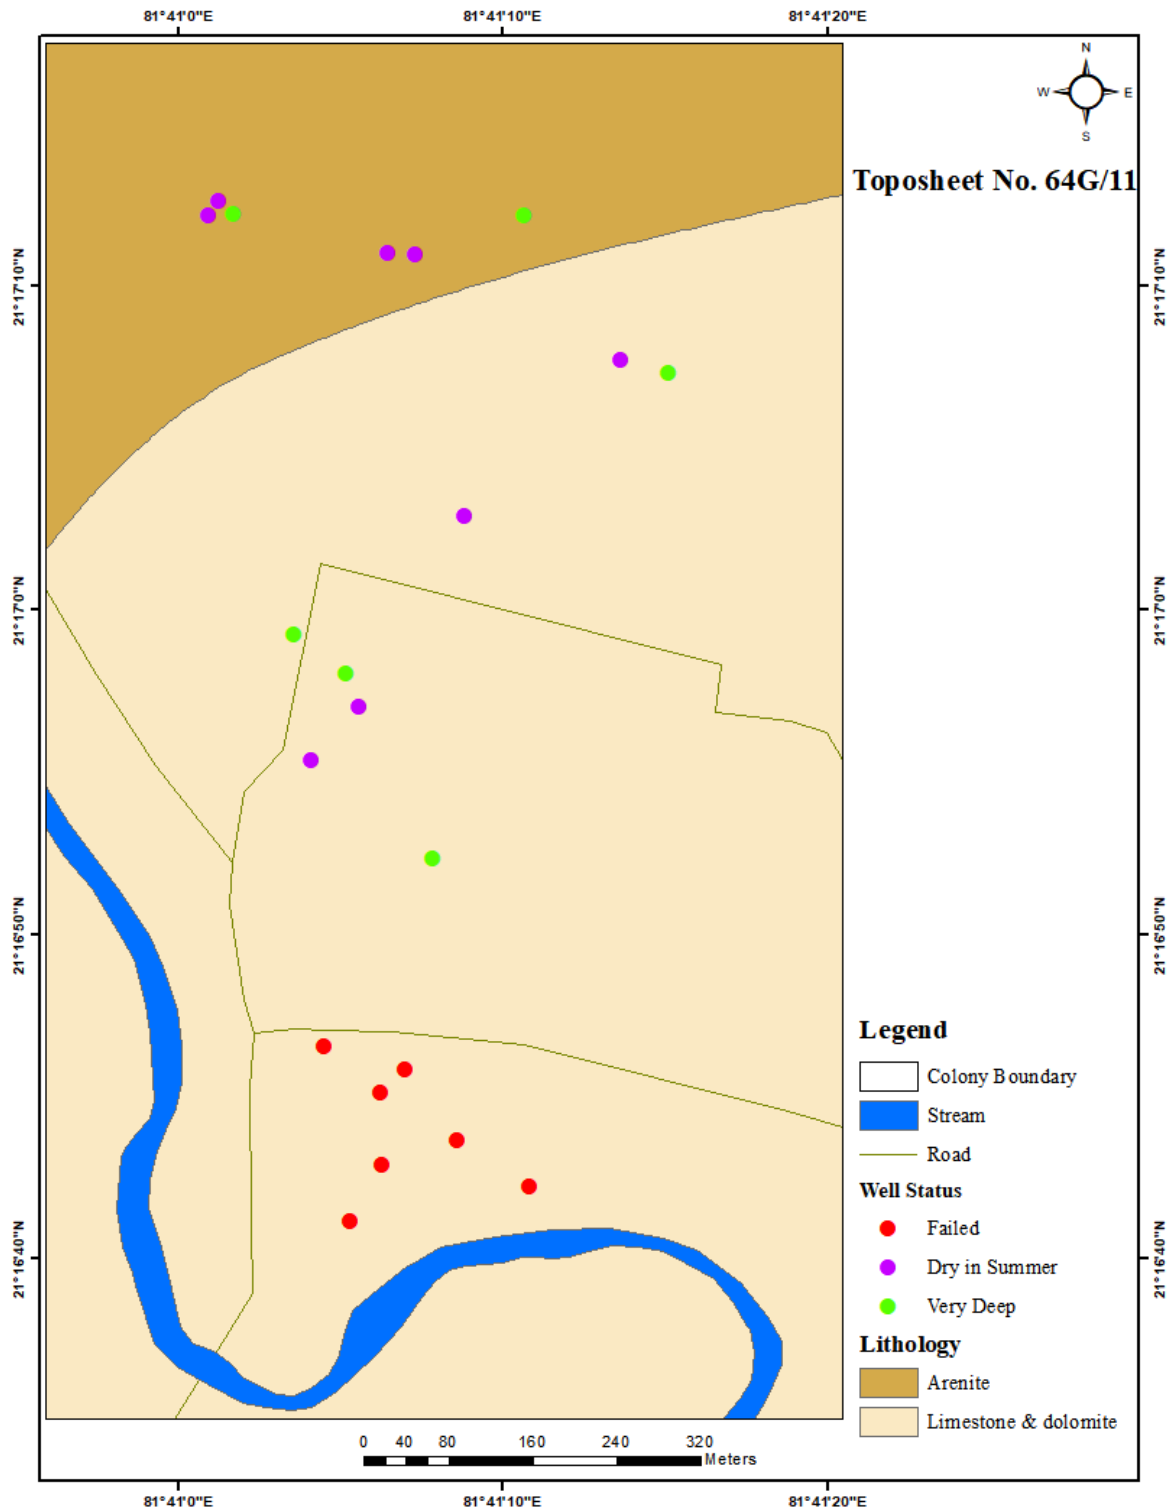 81°41'0"E 81°41'10"E 81°41'20"E
N
W E
S
Toposheet No. 64G/11
21°17'10"N 21°17'10"N
21°17'0"N 21°17'0"N
21°16'50"N 21°16'50"N
Legend
Colony Boundary
Stream
Road
Well Status
Failed
21°16'40"N 21°16'40"N
Dry in Summer
Very Deep
Lithology
Arenite
Limestone & dolomite
0 40 80 160 240 320
Meters
81°41'0"E 81°41'10"E 81°41'20"E